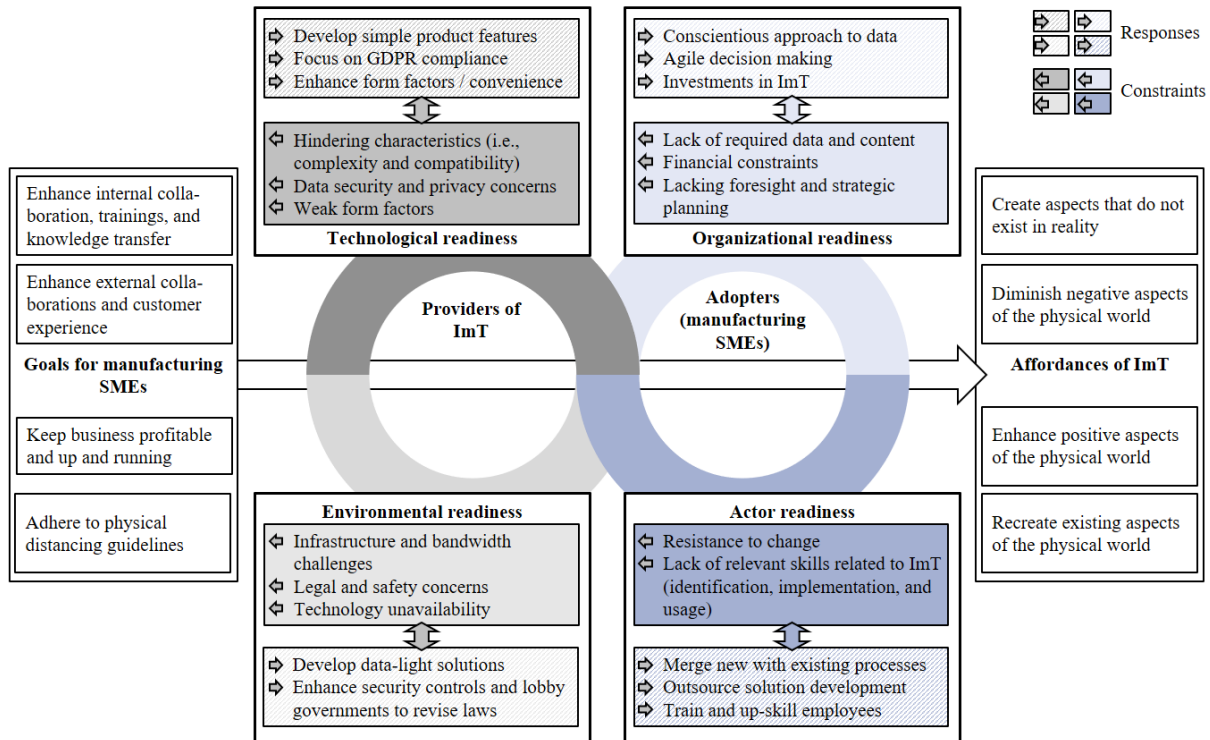 Develop simple product features
Focus on GDPR compliance
Enhance form factors / convenience
Hindering characteristics (i.e.,
complexity and compatibility)
Data security and privacy concerns
Weak form factors
Technological readiness
Conscientious approach to data
Agile decision making
Investments in ImT
Lack of required data and content
Financial constraints
Lacking foresight and strategic
planning
Organizational readiness
Responses
Constraints
Enhance internal colla-
boration, trainings, and
knowledge transfer
Enhance external colla-
borations and customer
experience
Goals for manufacturing
SMEs
Keep business profitable
and up and running
Adhere to physical
distancing guidelines
Providers of
ImT
Adopters
(manufacturing
SMEs)
Create aspects that do not
exist in reality
Diminish negative aspects
of the physical world
Affordances of ImT
Enhance positive aspects
of the physical world
Recreate existing aspects
of the physical world
Environmental readiness
Infrastructure and bandwidth
challenges
Legal and safety concerns
Technology unavailability
Develop data-light solutions
Enhance security controls and lobby
governments to revise laws
Actor readiness
Resistance to change
Lack of relevant skills related to ImT
(identification, implementation, and
usage)
Merge new with existing processes
Outsource solution development
Train and up-skill employees